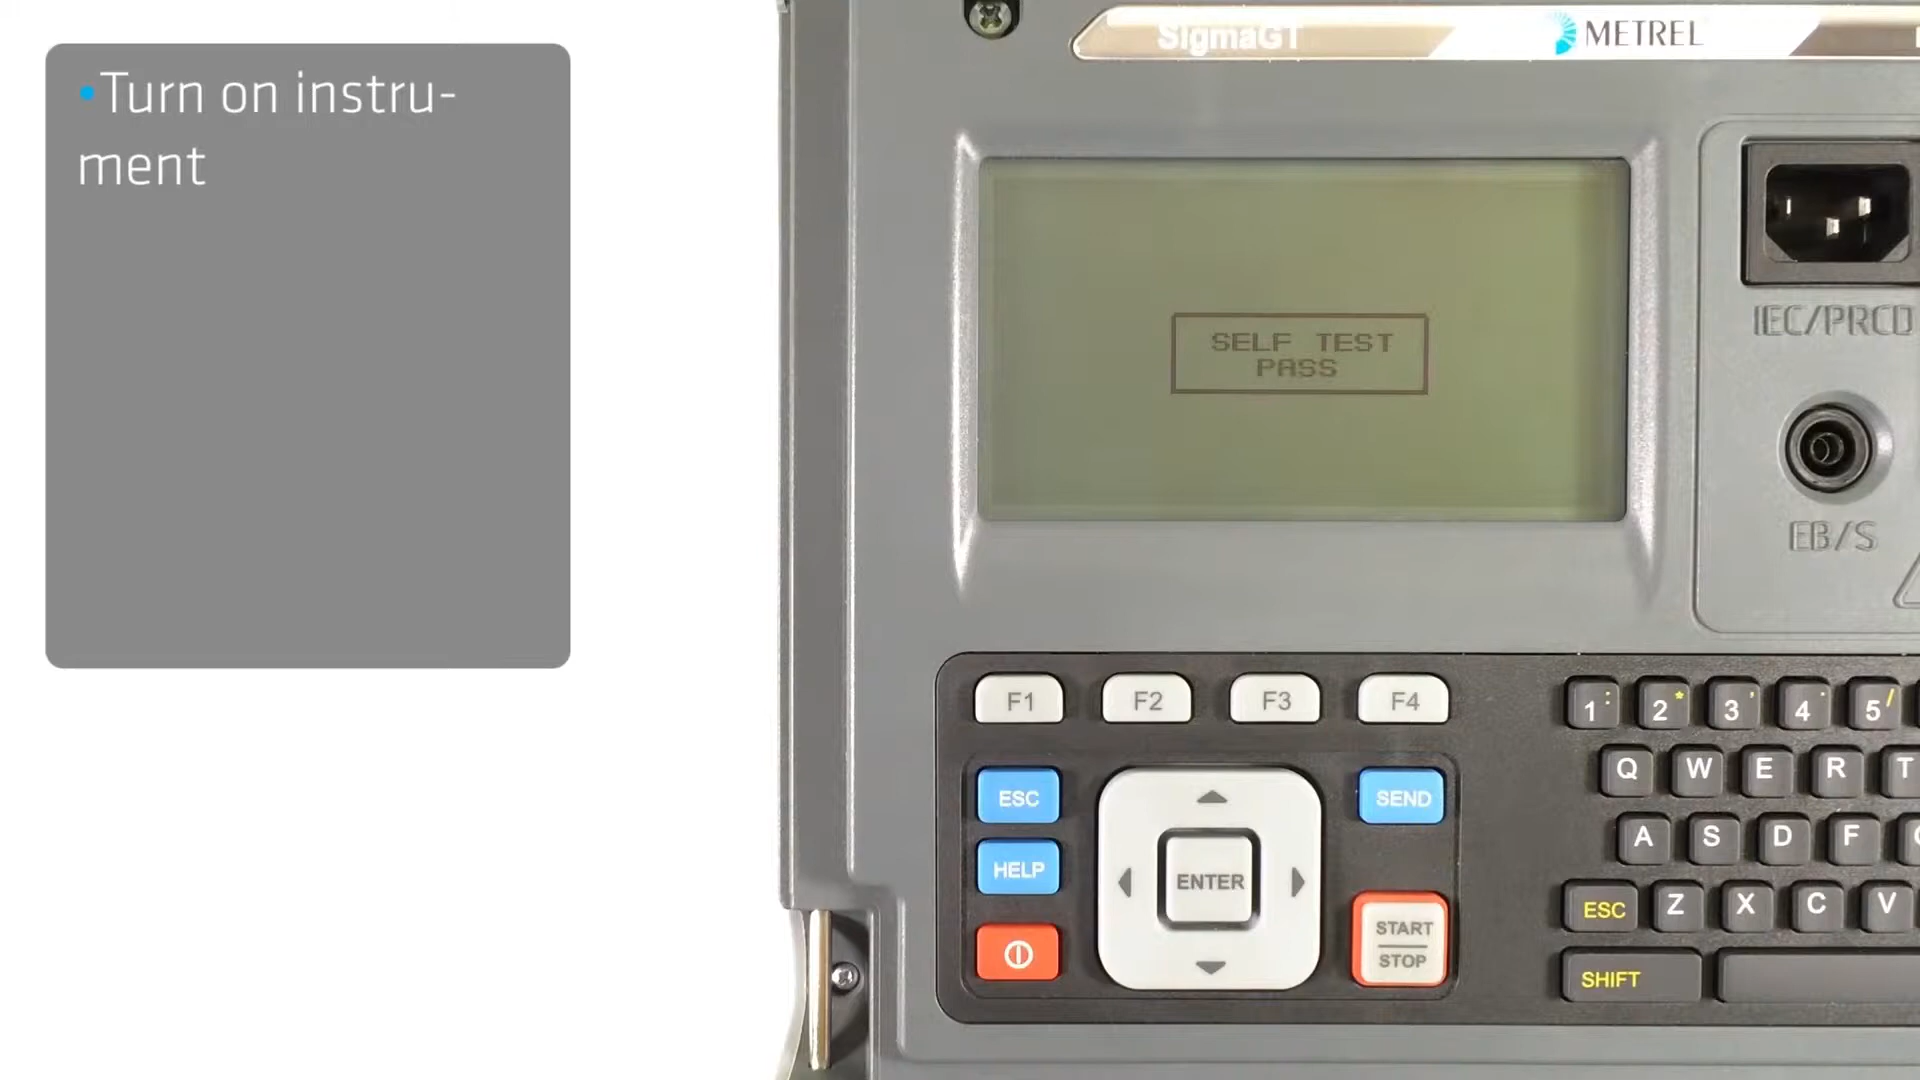 •Turn on instru-
ment
SigmaGT
METREL
SELF TEST
PASS
IEC/PRCD
EB/S
F1 F2 F3 F4
1 : 2 * 3 ' 4 . 5 /
Q W E R T
ESC
SEND
HELP
ENTER
START
STOP
A S D F
ESC Z X C V
SHIFT